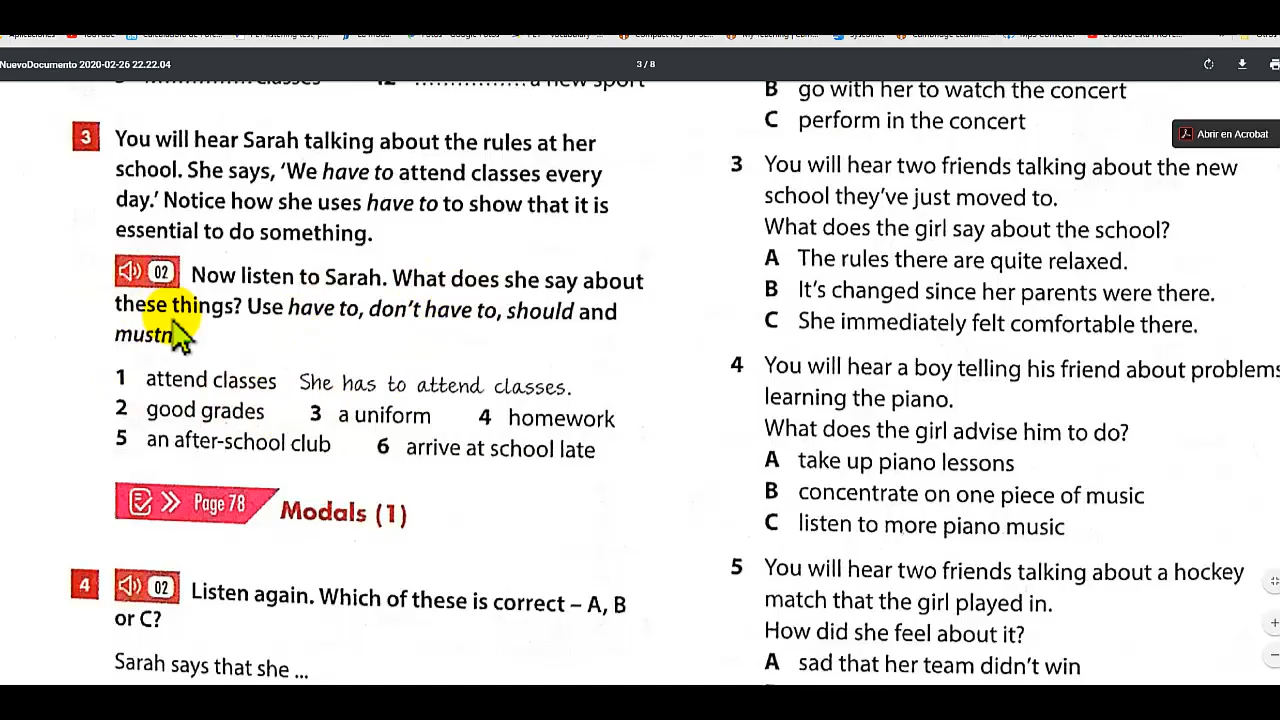 NuevoDocumento 2020-02-26 22.22.04
3 / 8
Abrir en Acrobat
classes 12 ................ a new sport
3 You will hear Sarah talking about the rules at her
school. She says, 'We have to attend classes every
day.' Notice how she uses have to to show that it is
essential to do something.
02 Now listen to Sarah. What does she say about
these things? Use have to, don't have to, should and
mustn
1 attend classes She has to attend classes.
2 good grades 3 a uniform 4 homework
5 an after-school club 6 arrive at school late
Page 78 Modals (1)
4 02 Listen again. Which of these is correct – A, B
or C?
Sarah says that she ...
B go with her to watch the concert
C perform in the concert
3 You will hear two friends talking about the new
school they've just moved to.
What does the girl say about the school?
A The rules there are quite relaxed.
B It's changed since her parents were there.
C She immediately felt comfortable there.
4 You will hear a boy telling his friend about problems
learning the piano.
What does the girl advise him to do?
A take up piano lessons
B concentrate on one piece of music
C listen to more piano music
5 You will hear two friends talking about a hockey
match that the girl played in.
How did she feel about it?
A sad that her team didn't win